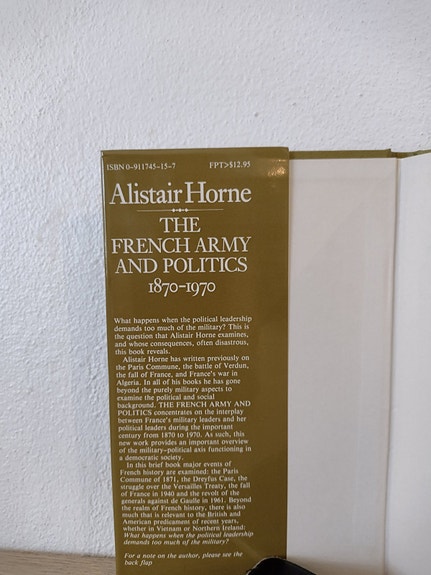 ISBN 0-911745-15-7 FPT>$12.95
Alistair Horne
THE
FRENCH ARMY
AND POLITICS
1870-1970
What happens when the political leadership
demands too much of the military? This is
the question that Alistair Horne examines,
and whose consequences, often disastrous,
this book reveals.
Alistair Horne has written previously on
the Paris Commune, the battle of Verdun,
the fall of France, and France's war in
Algeria. In all of his books he has gone
beyond the purely military aspects to
examine the political and social
background. THE FRENCH ARMY AND
POLITICS concentrates on the interplay
between France's military leaders and her
political leaders during the important
century from 1870 to 1970. As such, this
new work provides an important overview
of the military-political axis functioning in
a democratic society.
In this brief book major events of
French history are examined: the Paris
Commune of 1871, the Dreyfus Case, the
struggle over the Versailles Treaty, the fall
of France in 1940 and the revolt of the
generals against de Gaulle in 1961. Beyond
the realm of French history, there is also
much that is relevant to the British and
American predicament of recent years,
whether in Vietnam or Northern Ireland:
What happens when the political leadership
demands too much of the military?
For a note on the author, please see the
back flap